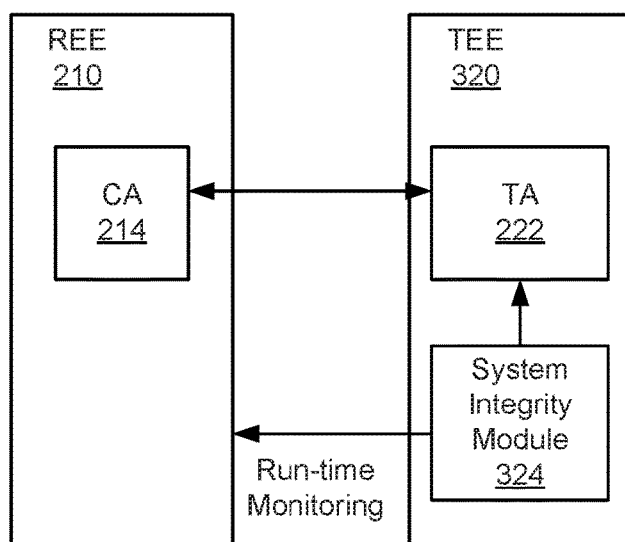 REE
210
TEE
320
CA
214
TA
222
System
Integrity
Module
324
Run-time
Monitoring